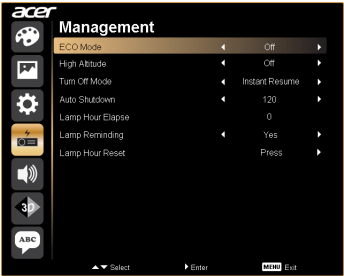 acer
Management
ECO Mode Off
High Altitude Off
Turn Off Mode Instant Resume
Auto Shutdown 120
Lamp Hour Elapse 0
Lamp Reminding Yes
Lamp Hour Reset Press
3D
ABC
Select Enter MENU Exit